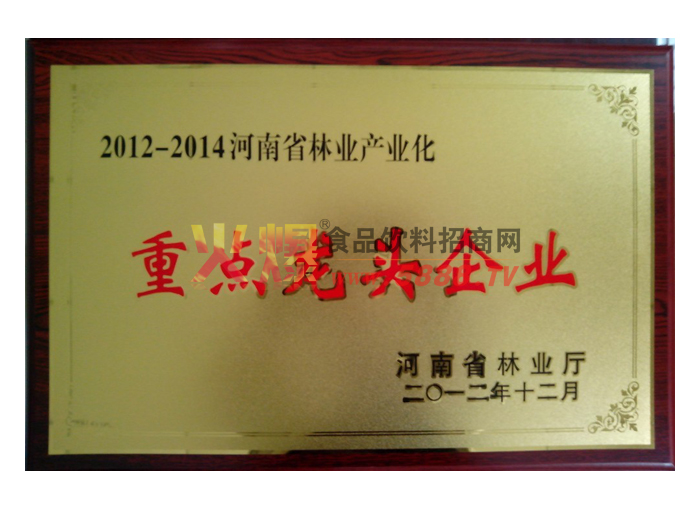 2012-2014河南省林业产业化
火爆®食品饮料招商网
重点龙头企业
河南省林业厅
二〇一二年十二月